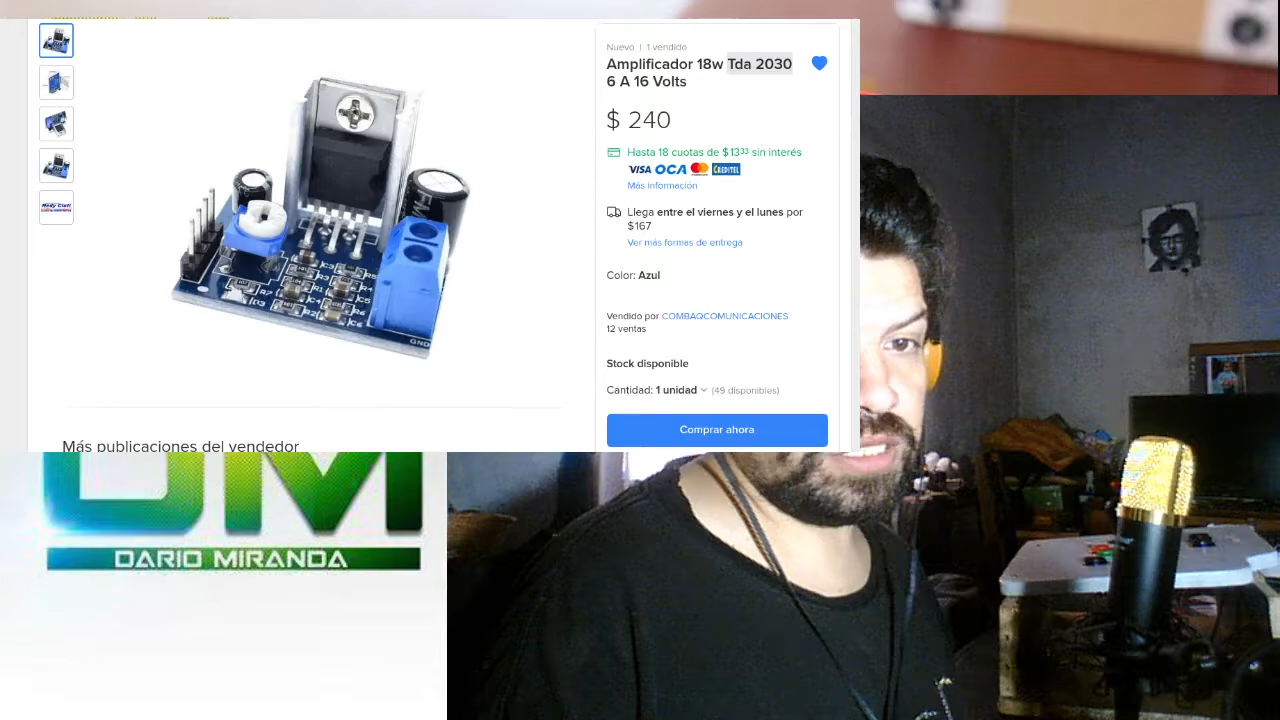 Nuevo | 1 vendido
Amplificador 18w Tda 2030
6 A 16 Volts
$ 240
Hasta 18 cuotas de $13³³ sin interés
VISA OCA CREDITEL
Más información
Llega entre el viernes y el lunes por
$167
Ver más formas de entrega
Color: Azul
Vendido por COMBAQCOMUNICACIONES
12 ventas
Stock disponible
Cantidad: 1 unidad (49 disponibles)
Comprar ahora
Más publicaciones del vendedor
GND
DM
DARIO MIRANDA